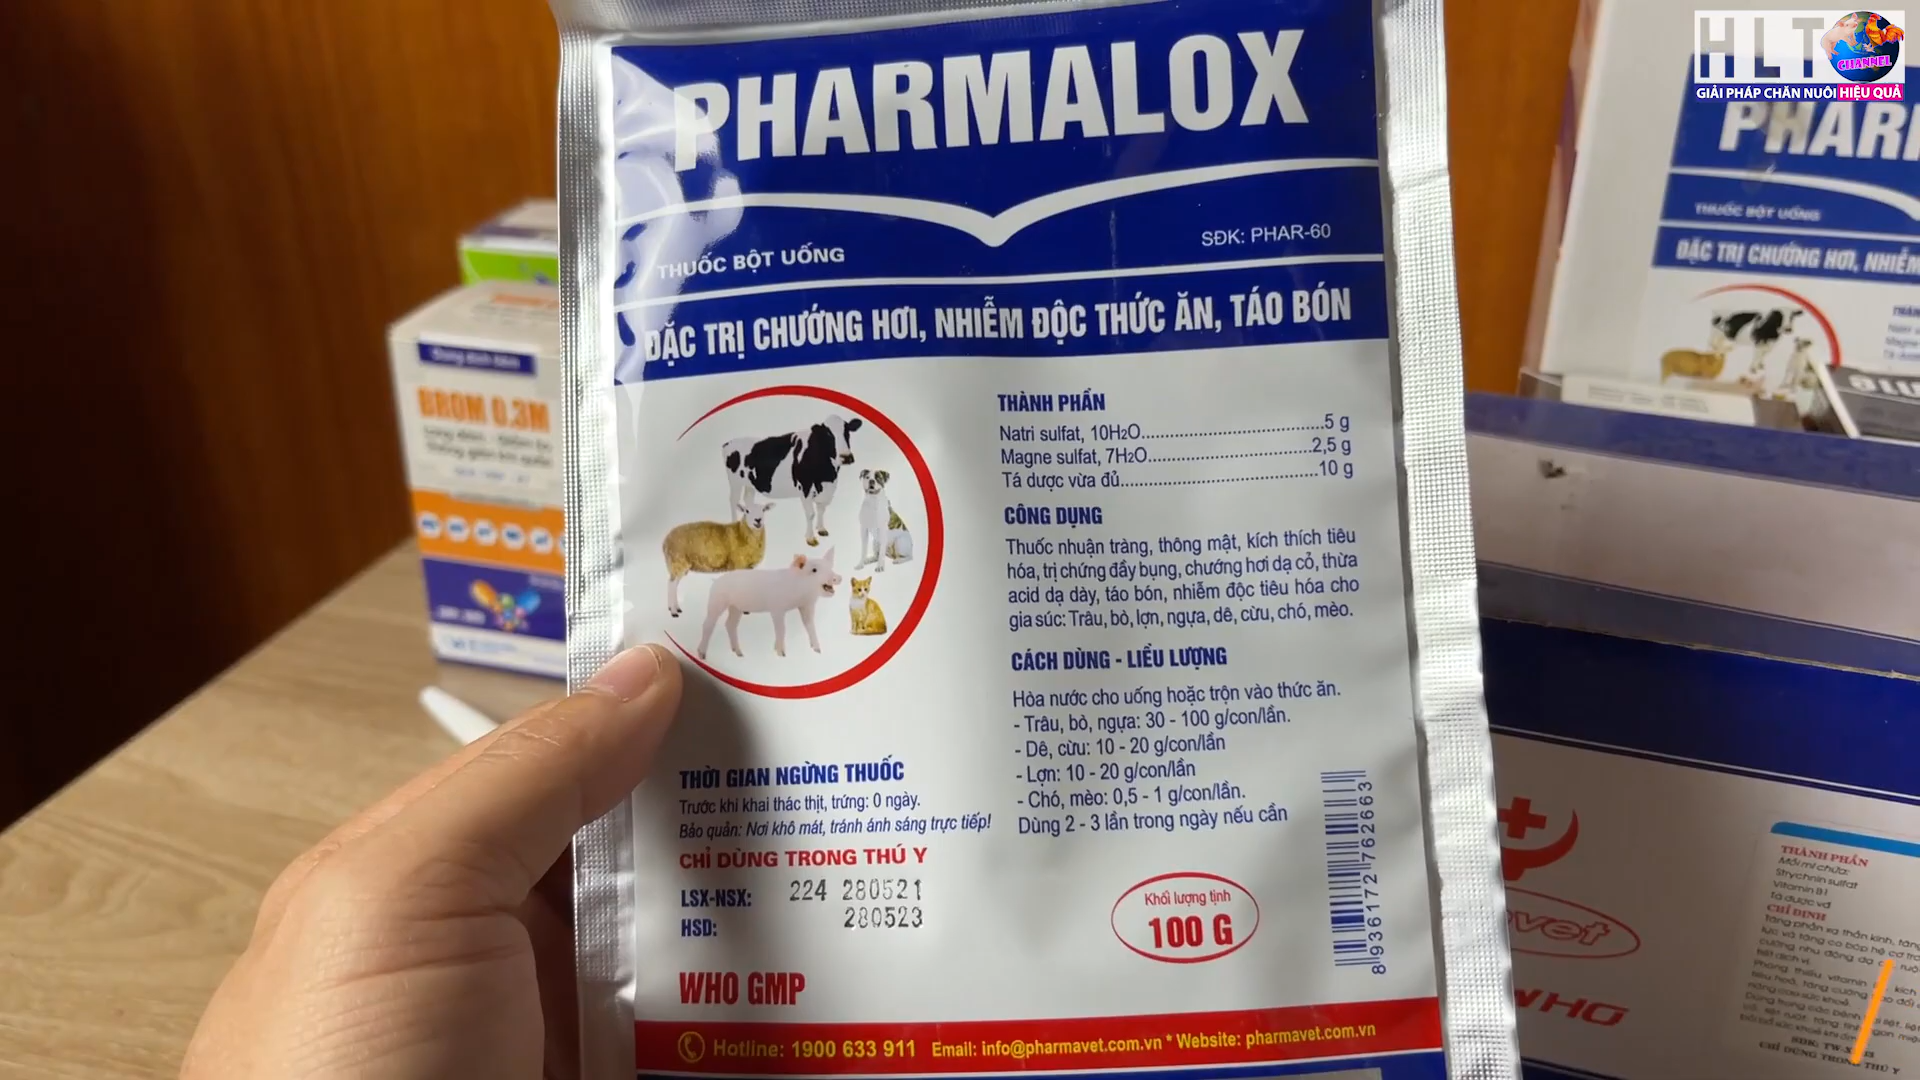 HLT
CHANNEL
GIẢI PHÁP CHĂN NUÔI HIỆU QUẢ
PHARMALOX
THUỐC BỘT UỐNG
SĐK: PHAR-60
ĐẶC TRỊ CHƯỚNG HƠI, NHIỄM ĐỘC THỨC ĂN, TÁO BÓN
THÀNH PHẦN
Natri sulfat, 10H2O..........................................5 g
Magne sulfat, 7H2O......................................2,5 g
Tá dược vừa đủ.............................................10 g
CÔNG DỤNG
Thuốc nhuận tràng, thông mật, kích thích tiêu
hóa, trị chứng đầy bụng, chướng hơi dạ cỏ, thừa
acid dạ dày, táo bón, nhiễm độc tiêu hóa cho
gia súc: Trâu, bò, lợn, ngựa, dê, cừu, chó, mèo.
CÁCH DÙNG - LIỀU LƯỢNG
Hòa nước cho uống hoặc trộn vào thức ăn.
- Trâu, bò, ngựa: 30 - 100 g/con/lần.
- Dê, cừu: 10 - 20 g/con/lần
- Lợn: 10 - 20 g/con/lần
- Chó, mèo: 0,5 - 1 g/con/lần.
Dùng 2 - 3 lần trong ngày nếu cần
THỜI GIAN NGỪNG THUỐC
Trước khi khai thác thịt, trứng: 0 ngày.
Bảo quản: Nơi khô mát, tránh ánh sáng trực tiếp!
CHỈ DÙNG TRONG THÚ Y
LSX-NSX: 224 280521
HSD: 280523
Khối lượng tịnh
100 G
8936172762663
WHO GMP
Hotline: 1900 633 911 Email: info@pharmavet.com.vn * Website: pharmavet.com.vn
BROM 0.3M
PHAR
THUỐC BỘT UỐNG
ĐẶC TRỊ CHƯỚNG HƠI, NHIỄM
THÀNH PHẦN
Mỗi ml chứa:
Strychnin sulfat
Vitamin B1
Tá dược vđ
CHỈ ĐỊNH
vet
WHO